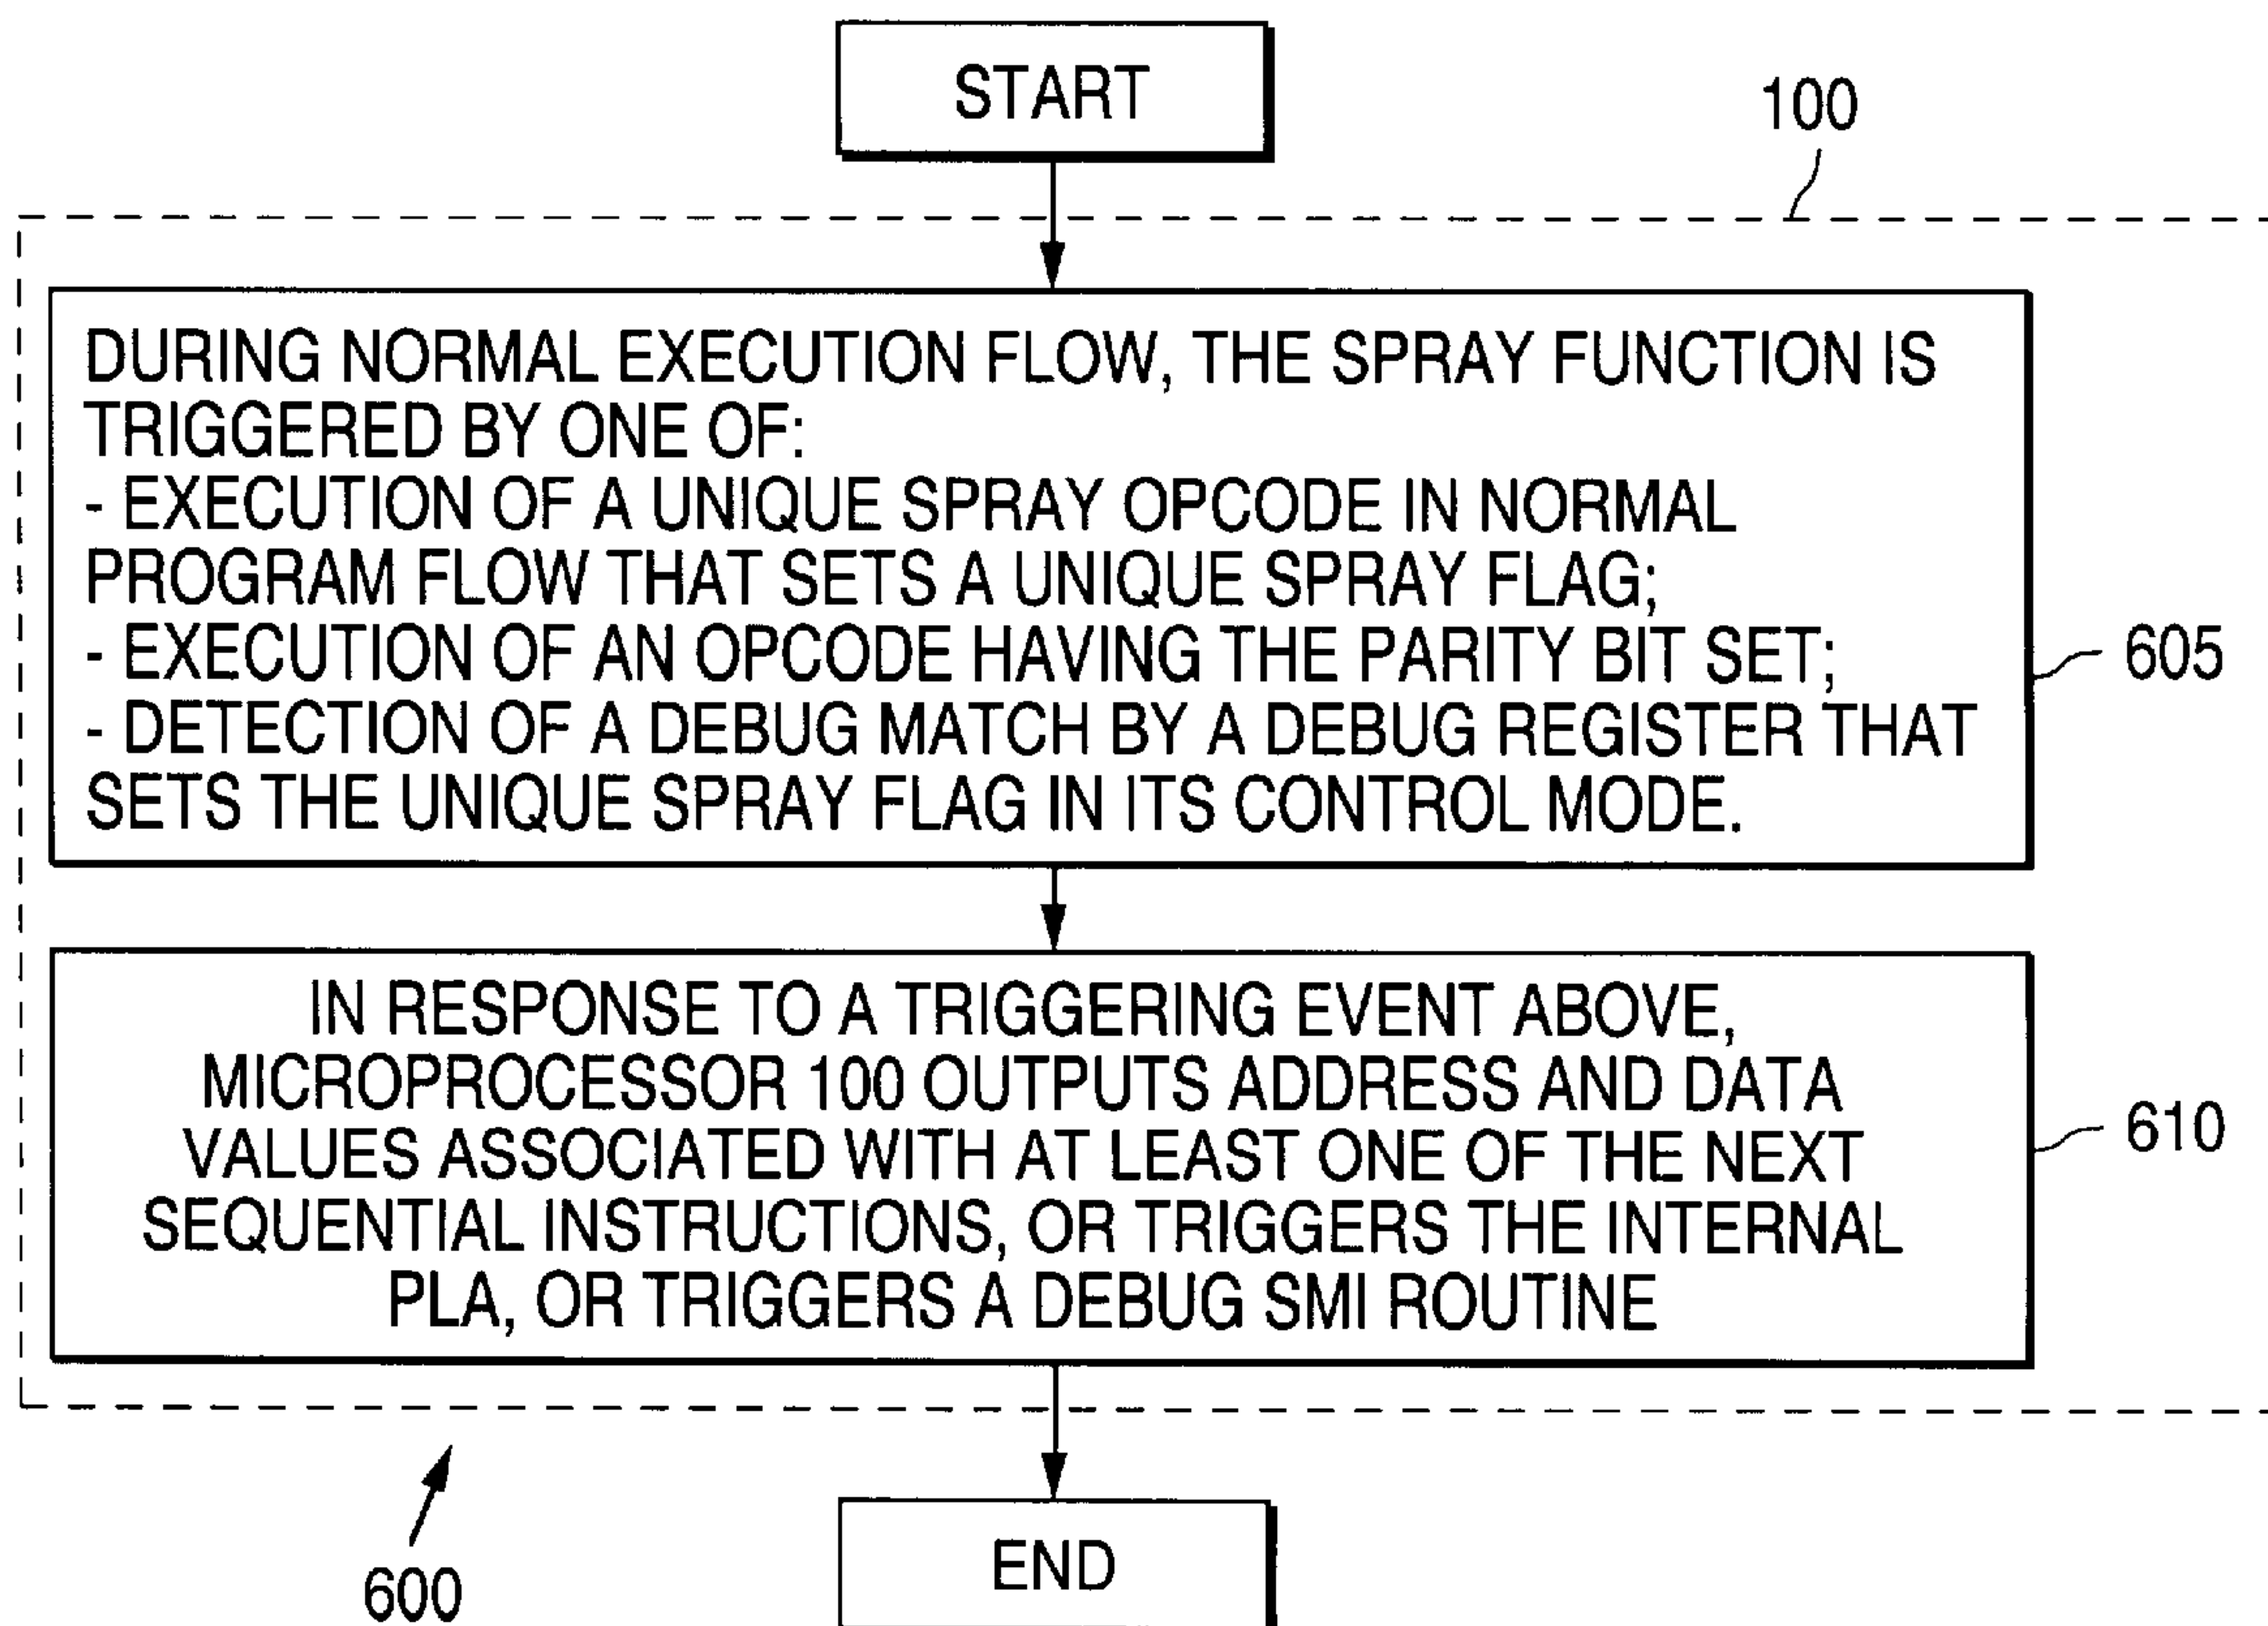 START
100
DURING NORMAL EXECUTION FLOW, THE SPRAY FUNCTION IS
TRIGGERED BY ONE OF:
- EXECUTION OF A UNIQUE SPRAY OPCODE IN NORMAL
PROGRAM FLOW THAT SETS A UNIQUE SPRAY FLAG;
- EXECUTION OF AN OPCODE HAVING THE PARITY BIT SET;
- DETECTION OF A DEBUG MATCH BY A DEBUG REGISTER THAT
SETS THE UNIQUE SPRAY FLAG IN ITS CONTROL MODE.
605
IN RESPONSE TO A TRIGGERING EVENT ABOVE,
MICROPROCESSOR 100 OUTPUTS ADDRESS AND DATA
VALUES ASSOCIATED WITH AT LEAST ONE OF THE NEXT
SEQUENTIAL INSTRUCTIONS, OR TRIGGERS THE INTERNAL
PLA, OR TRIGGERS A DEBUG SMI ROUTINE
610
600
END